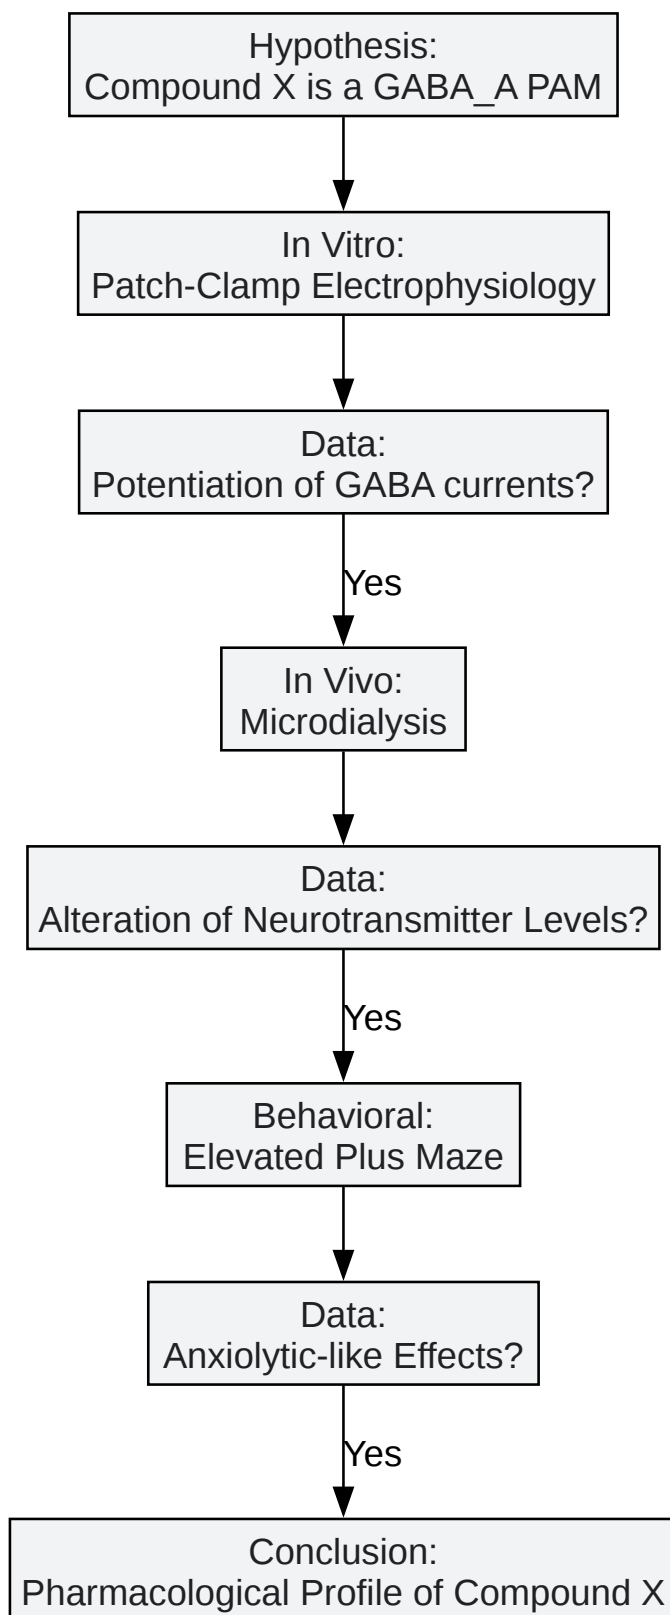 Hypothesis:
Compound X is a GABA_A PAM
In Vitro:
Patch-Clamp Electrophysiology
Data:
Potentiation of GABA currents?
Yes
In Vivo:
Microdialysis
Data:
Alteration of Neurotransmitter Levels?
Yes
Behavioral:
Elevated Plus Maze
Data:
Anxiolytic-like Effects?
Yes
Conclusion:
Pharmacological Profile of Compound X